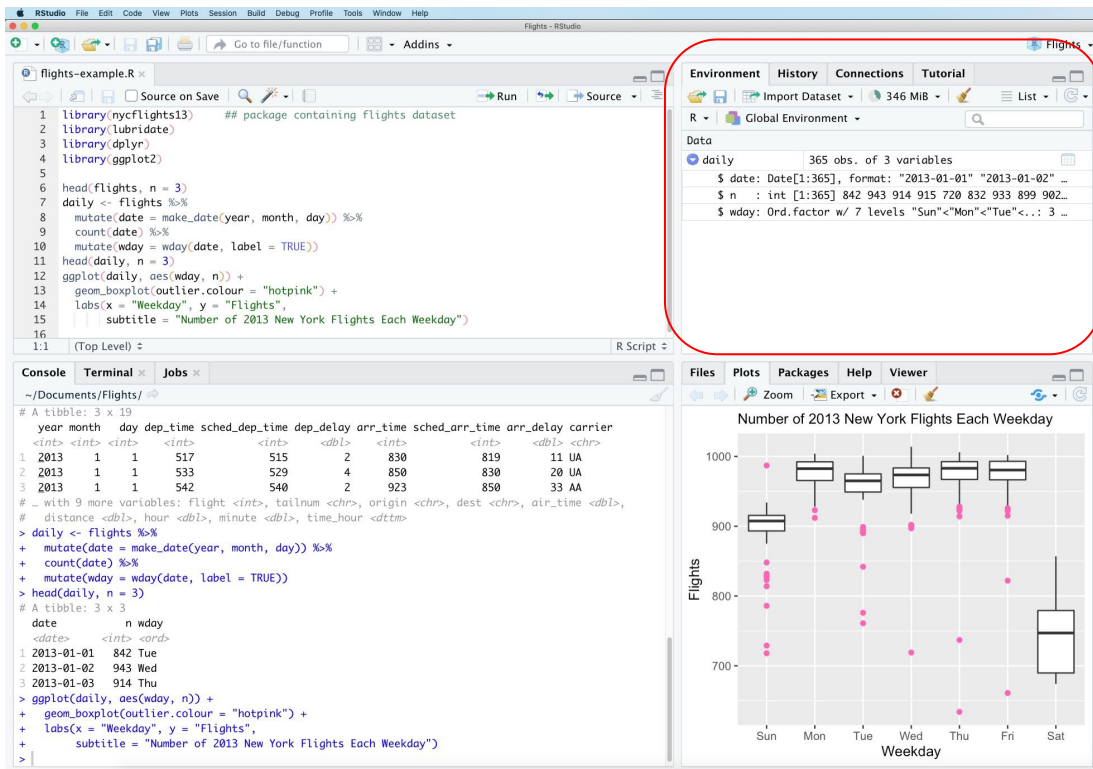 RStudio File Edit Code View Plots Session Build Debug Profile Tools Window Help
Flights - RStudio
Go to file/function Addins Flights
flights-example.R
Source on Save Run Source
1 library(nycflights13) ## package containing flights dataset
2 library(lubridate)
3 library(dplyr)
4 library(ggplot2)
5
6 head(flights, n = 3)
7 daily <- flights %>%
8 mutate(date = make_date(year, month, day)) %>%
9 count(date) %>%
10 mutate(wday = wday(date, label = TRUE))
11 head(daily, n = 3)
12 ggplot(daily, aes(wday, n)) +
13 geom_boxplot(outlier.colour = "hotpink") +
14 labs(x = "Weekday", y = "Flights",
15 subtitle = "Number of 2013 New York Flights Each Weekday")
16
1:1 (Top Level) R Script
Environment History Connections Tutorial
Import Dataset 346 MiB List
R Global Environment
Data
daily 365 obs. of 3 variables
$ date: Date[1:365], format: "2013-01-01" "2013-01-02" …
$ n : int [1:365] 842 943 914 915 720 832 933 899 902…
$ wday: Ord.factor w/ 7 levels "Sun"<"Mon"<"Tue"<..: 3 …
Console Terminal Jobs
~/Documents/Flights/
# A tibble: 3 x 19
year month day dep_time sched_dep_time dep_delay arr_time sched_arr_time arr_delay carrier
<int> <int> <int> <int> <int> <dbl> <int> <int> <dbl> <chr>
1 2013 1 1 517 515 2 830 819 11 UA
2 2013 1 1 533 529 4 850 830 20 UA
3 2013 1 1 542 540 2 923 850 33 AA
# … with 9 more variables: flight <int>, tailnum <chr>, origin <chr>, dest <chr>, air_time <dbl>,
# distance <dbl>, hour <dbl>, minute <dbl>, time_hour <dttm>
> daily <- flights %>%
+ mutate(date = make_date(year, month, day)) %>%
+ count(date) %>%
+ mutate(wday = wday(date, label = TRUE))
> head(daily, n = 3)
# A tibble: 3 x 3
date n wday
<date> <int> <ord>
1 2013-01-01 842 Tue
2 2013-01-02 943 Wed
3 2013-01-03 914 Thu
> ggplot(daily, aes(wday, n)) +
+ geom_boxplot(outlier.colour = "hotpink") +
+ labs(x = "Weekday", y = "Flights",
+ subtitle = "Number of 2013 New York Flights Each Weekday")
>
Files Plots Packages Help Viewer
Zoom Export
Number of 2013 New York Flights Each Weekday
1000
900
800
700
Flights
Sun Mon Tue Wed Thu Fri Sat
Weekday